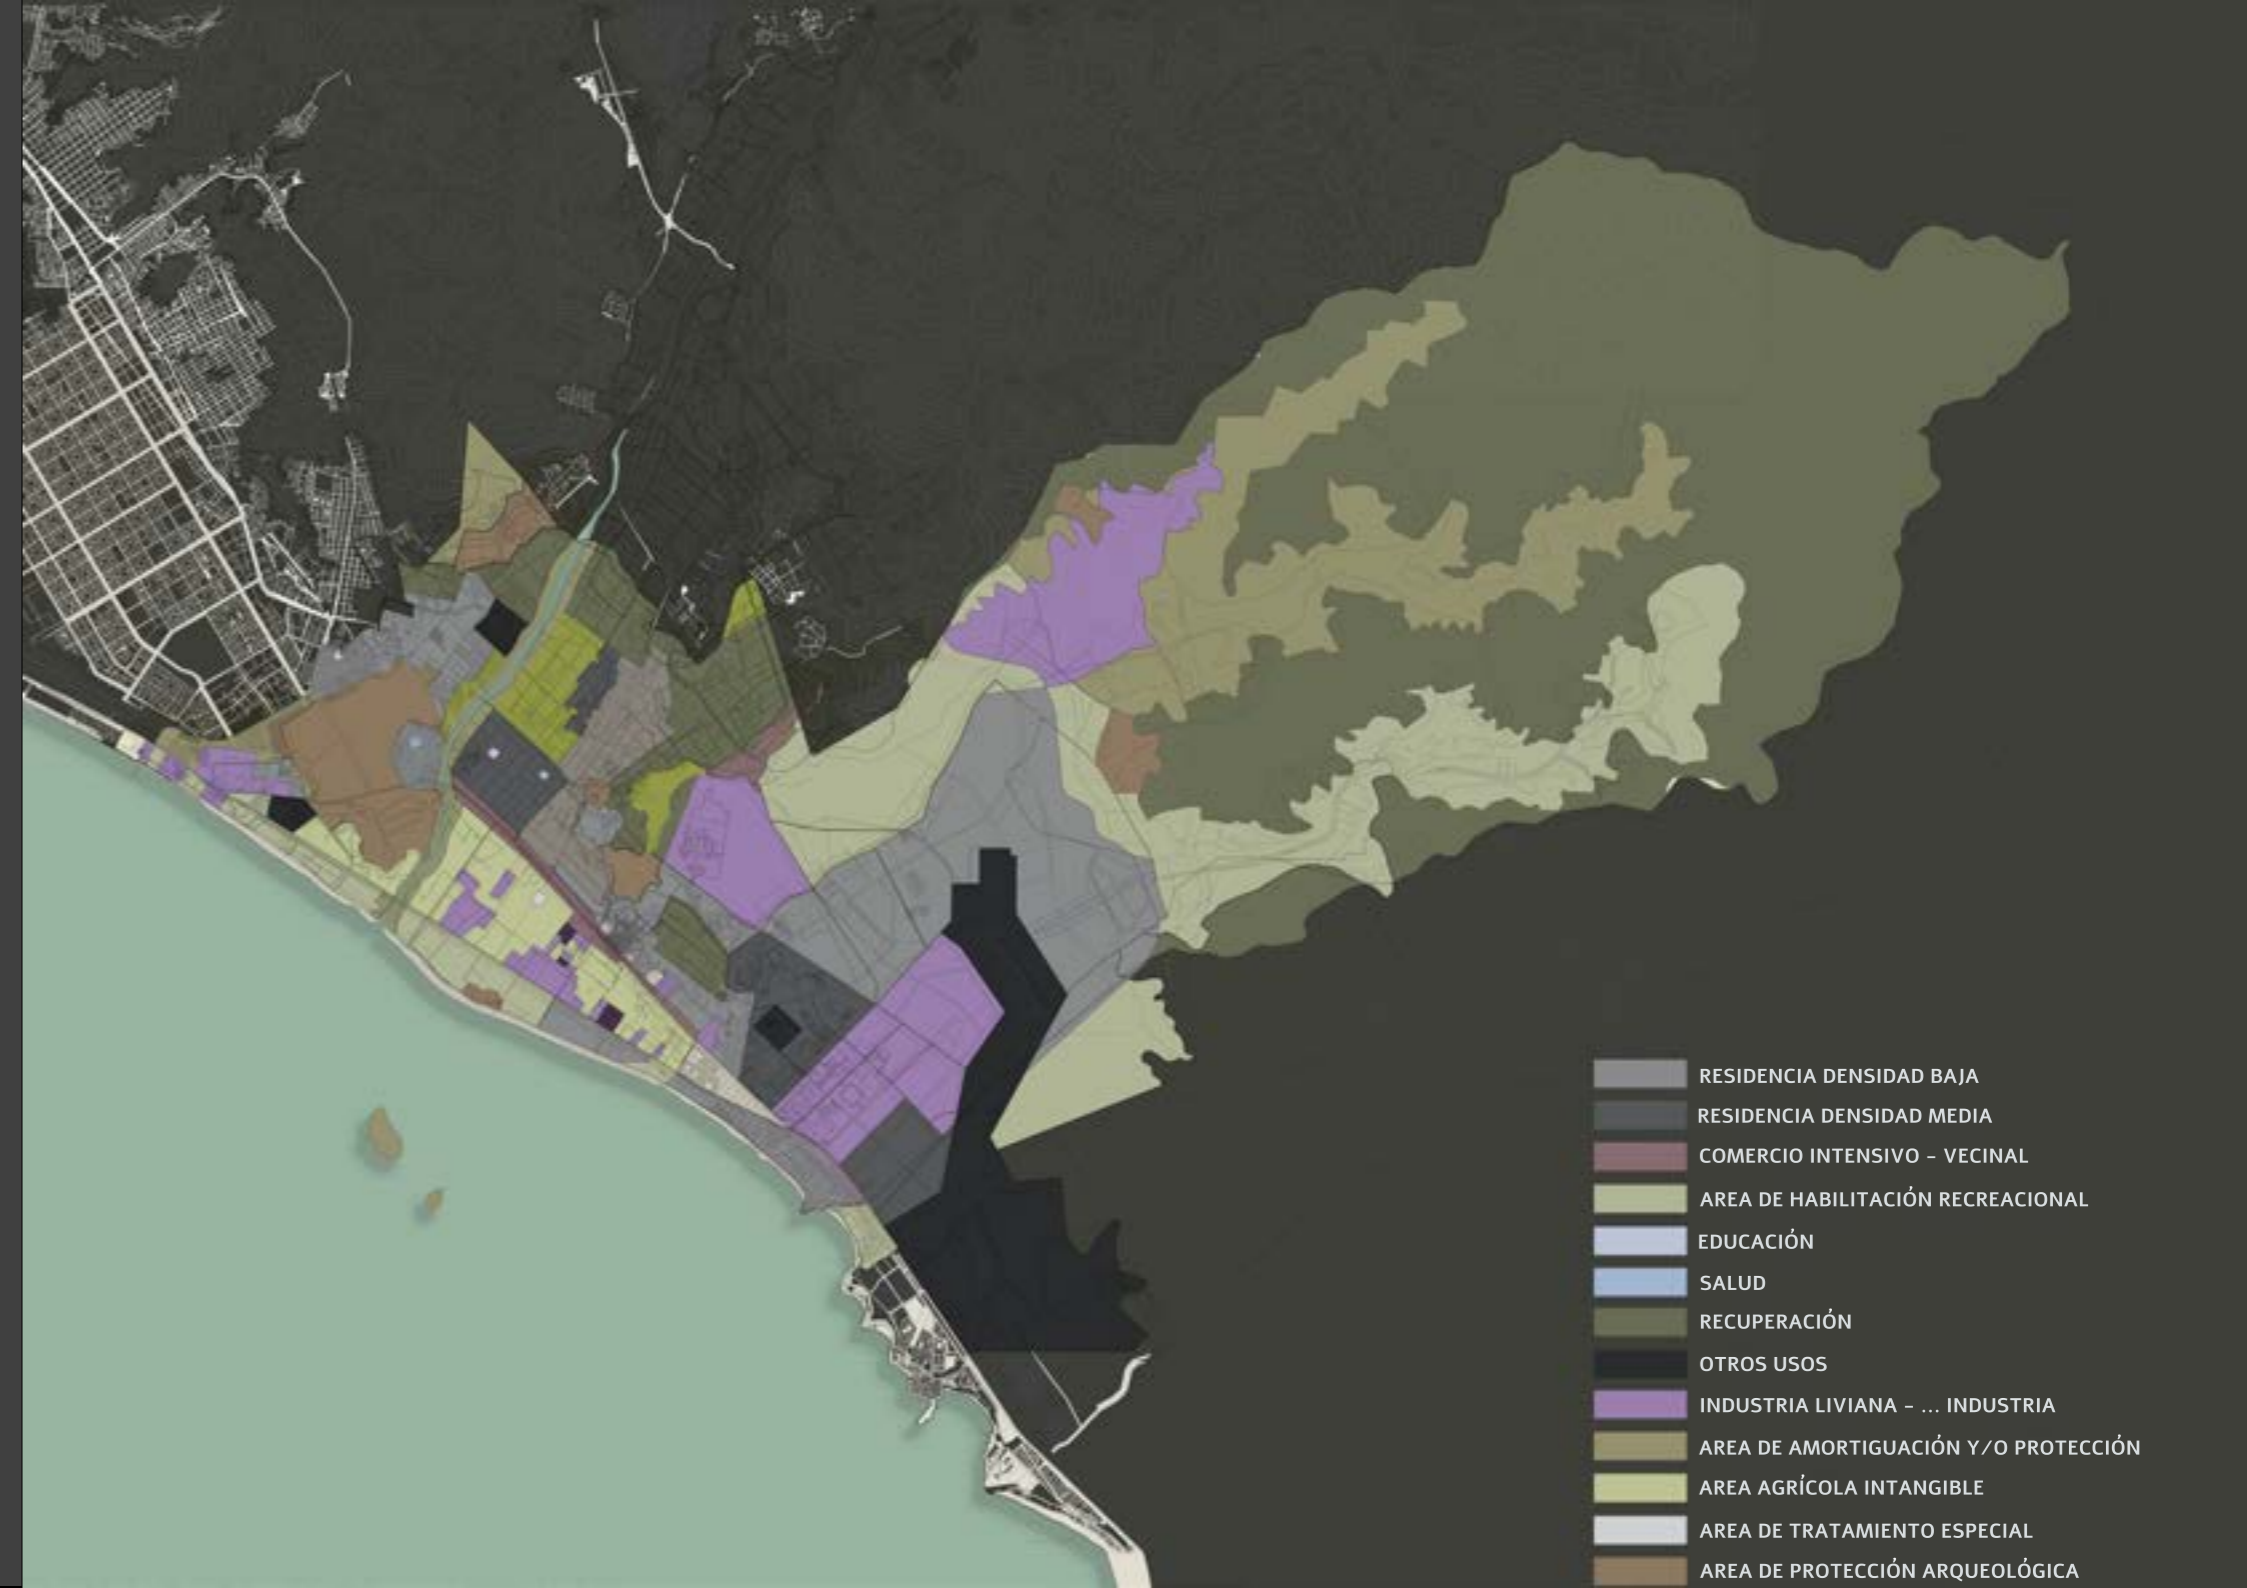 RESIDENCIA DENSIDAD BAJA
RESIDENCIA DENSIDAD MEDIA
COMERCIO INTENSIVO - VECINAL
AREA DE HABILITACIÓN RECREACIONAL
EDUCACIÓN
SALUD
RECUPERACIÓN
OTROS USOS
INDUSTRIA LIVIANA - ... INDUSTRIA
AREA DE AMORTIGUACIÓN Y/O PROTECCIÓN
AREA AGRÍCOLA INTANGIBLE
AREA DE TRATAMIENTO ESPECIAL
AREA DE PROTECCIÓN ARQUEOLÓGICA